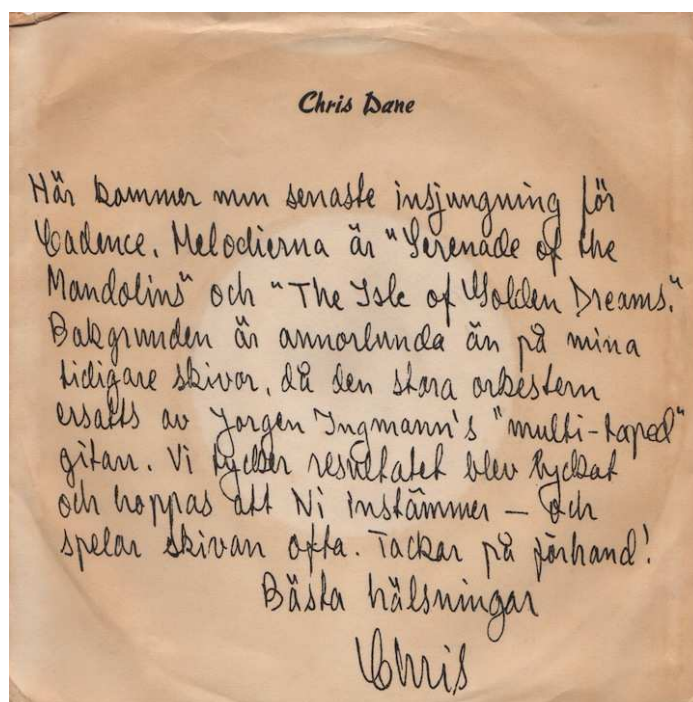 Chris Dane
Här kommer min senaste insjungning för
Cadence. Melodierna är "Serenade of the
Mandolins" och "The Isle of Golden Dreams."
Bakgrunden är annorlunda än på mina
tidigare skivor, då den stora orkestern
ersatts av Jorgen Ingmann's "multi-taped"
gitarr. Vi tycker resultatet blev lyckat
och hoppas att Ni instämmer – och
spelar skivan ofta. Tackar på förhand!
Bästa hälsningar
Chris